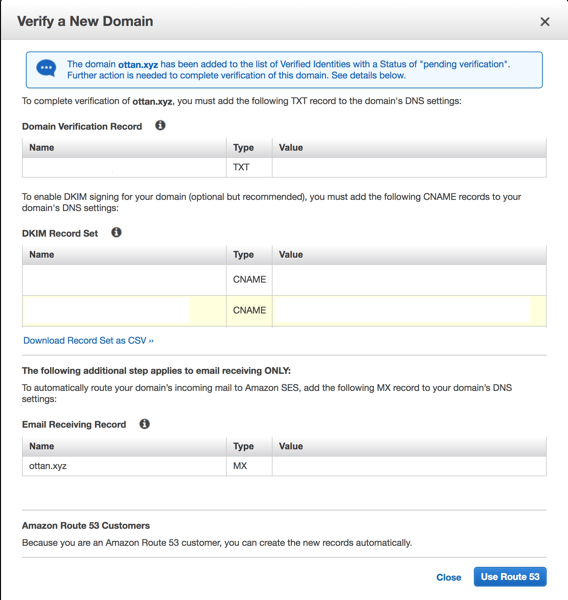 Verify a New Domain
The domain ottan.xyz has been added to the list of Verified Identities with a Status of "pending verification".
Further action is needed to complete verification of this domain. See details below.
To complete verification of ottan.xyz, you must add the following TXT record to the domain's DNS settings:
Domain Verification Record
Name Type Value
TXT
To enable DKIM signing for your domain (optional but recommended), you must add the following CNAME records to your
domain's DNS settings:
DKIM Record Set
Name Type Value
CNAME
CNAME
Download Record Set as CSV »
The following additional step applies to email receiving ONLY:
To automatically route your domain's incoming mail to Amazon SES, add the following MX record to your domain's DNS
settings:
Email Receiving Record
Name Type Value
ottan.xyz MX
Amazon Route 53 Customers
Because you are an Amazon Route 53 customer, you can create the new records automatically.
Close Use Route 53